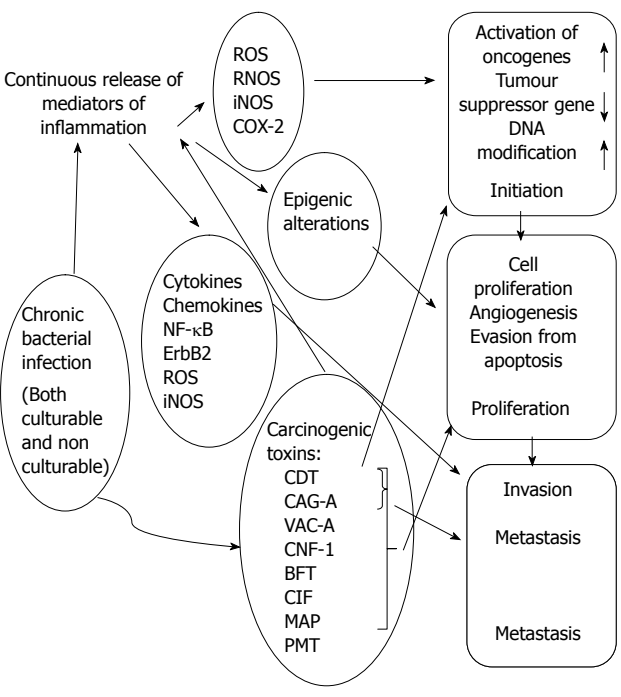 Continuous release of
mediators of
inflammation
ROS
RNOS
iNOS
COX-2
Activation of
oncogenes
Tumour
suppressor gene
DNA
modification
Initiation
Epigenic
alterations
Cytokines
Chemokines
NF-κB
ErbB2
ROS
iNOS
Chronic
bacterial
infection
(Both
culturable
and non
culturable)
Cell
proliferation
Angiogenesis
Evasion from
apoptosis
Proliferation
Carcinogenic
toxins:
CDT
CAG-A
VAC-A
CNF-1
BFT
CIF
MAP
PMT
Invasion
Metastasis
Metastasis